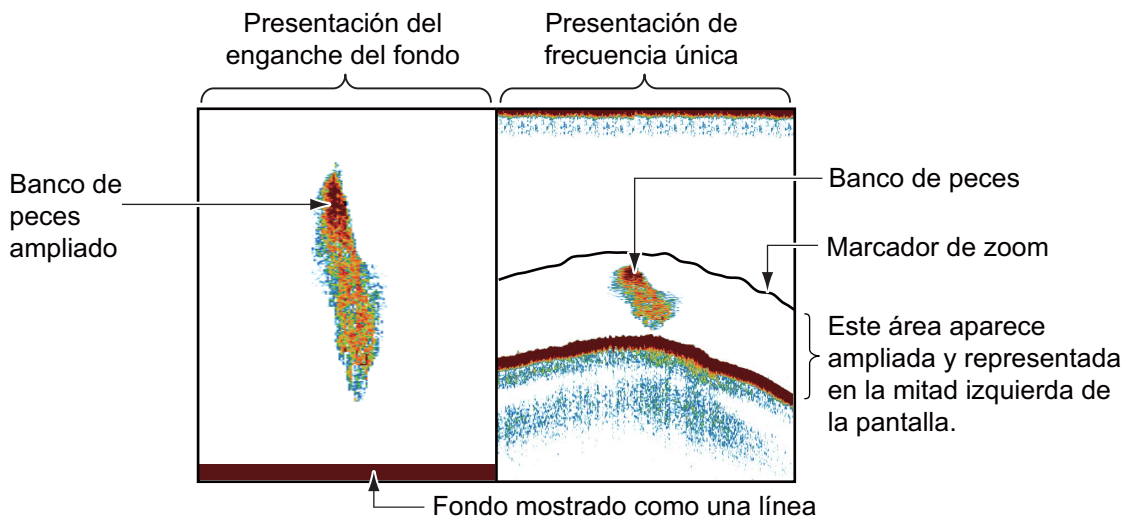 Presentación del
enganche del fondo
Presentación de
frecuencia única
Banco de
peces
ampliado
Banco de peces
Marcador de zoom
Este área aparece
ampliada y representada
en la mitad izquierda de
la pantalla.
Fondo mostrado como una línea